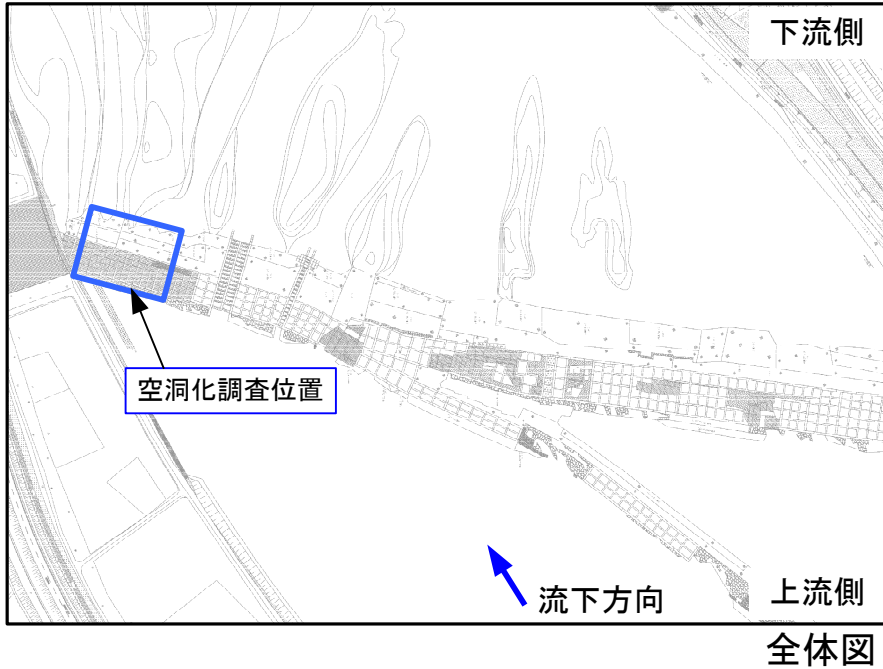 下流側
空洞化調査位置
流下方向
上流側
全体図